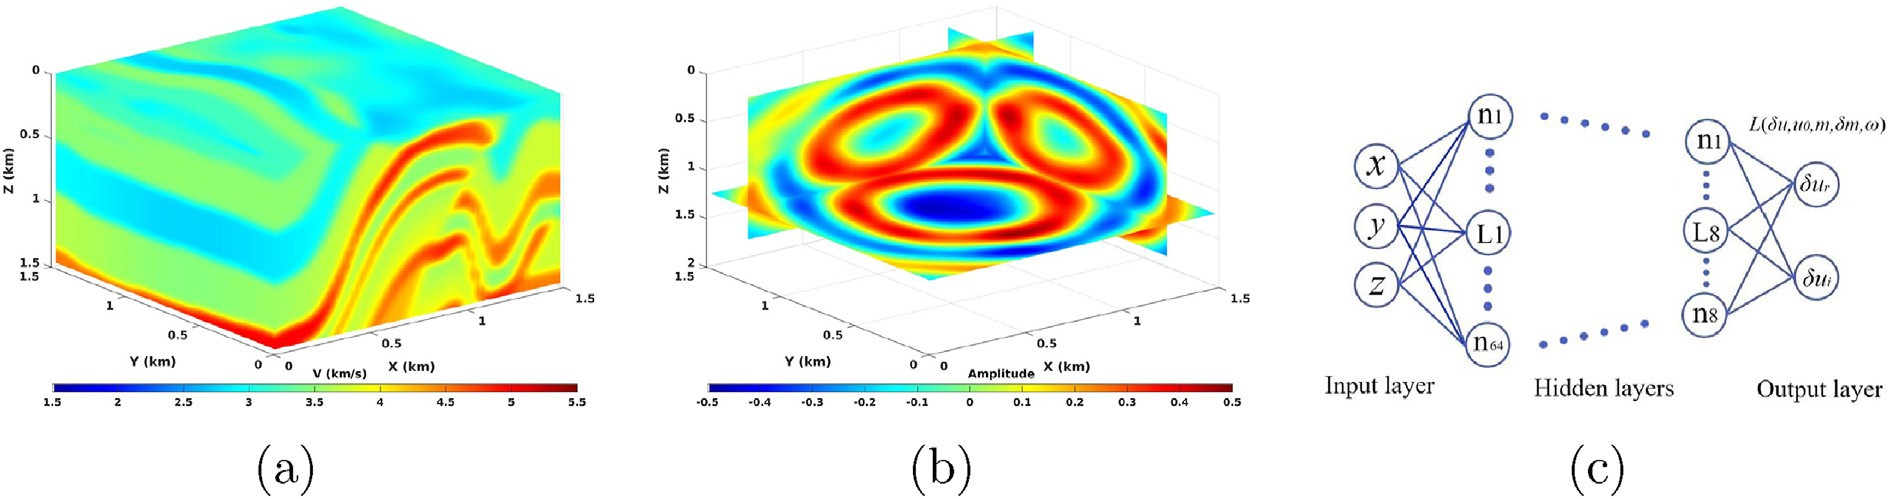 0
0.5
1
1.5
Z (km)
1.5
1
0.5
0
Y (km)
0
0.5
1
1.5
X (km)
V (km/s)
1.5 2 2.5 3 3.5 4 4.5 5 5.5
(a)
0
0.5
1
1.5
2
Z (km)
1.5
1
0.5
0
Y (km)
0
0.5
1
1.5
X (km)
Amplitude
-0.5 -0.4 -0.3 -0.2 -0.1 0 0.1 0.2 0.3 0.4 0.5
(b)
x
y
z
n1
L1
n64
n1
L8
n8
L(δu,u0,m,δm,ω)
δur
δui
Input layer
Hidden layers
Output layer
(c)